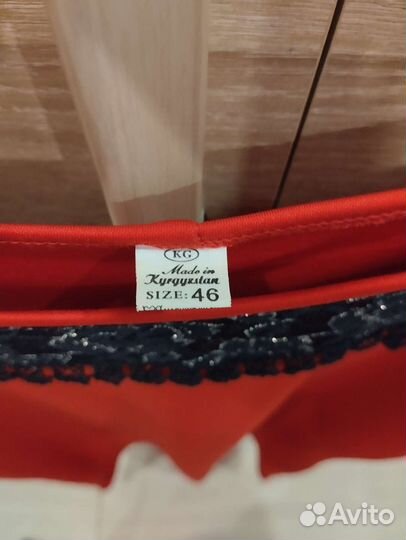 KG
Made in
Kyrgyzstan
SIZE: 46
Avito